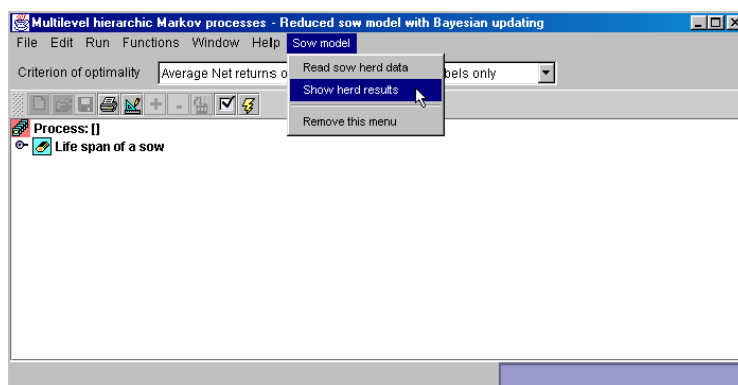 Multilevel hierarchic Markov processes - Reduced sow model with Bayesian updating
File Edit Run Functions Window Help Sow model
Criterion of optimality Average Net returns o bels only
Read sow herd data
Show herd results
Remove this menu
Process: []
Life span of a sow